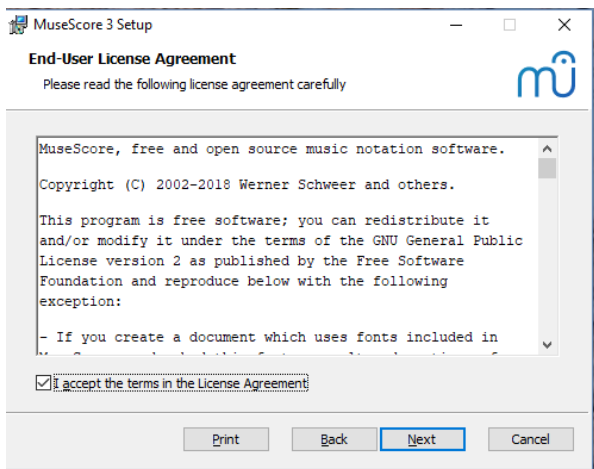 MuseScore 3 Setup
End-User License Agreement
Please read the following license agreement carefully
MuseScore, free and open source music notation software.
Copyright (C) 2002-2018 Werner Schweer and others.
This program is free software; you can redistribute it
and/or modify it under the terms of the GNU General Public
License version 2 as published by the Free Software
Foundation and reproduce below with the following
exception:
- If you create a document which uses fonts included in
I accept the terms in the License Agreement
Print
Back
Next
Cancel